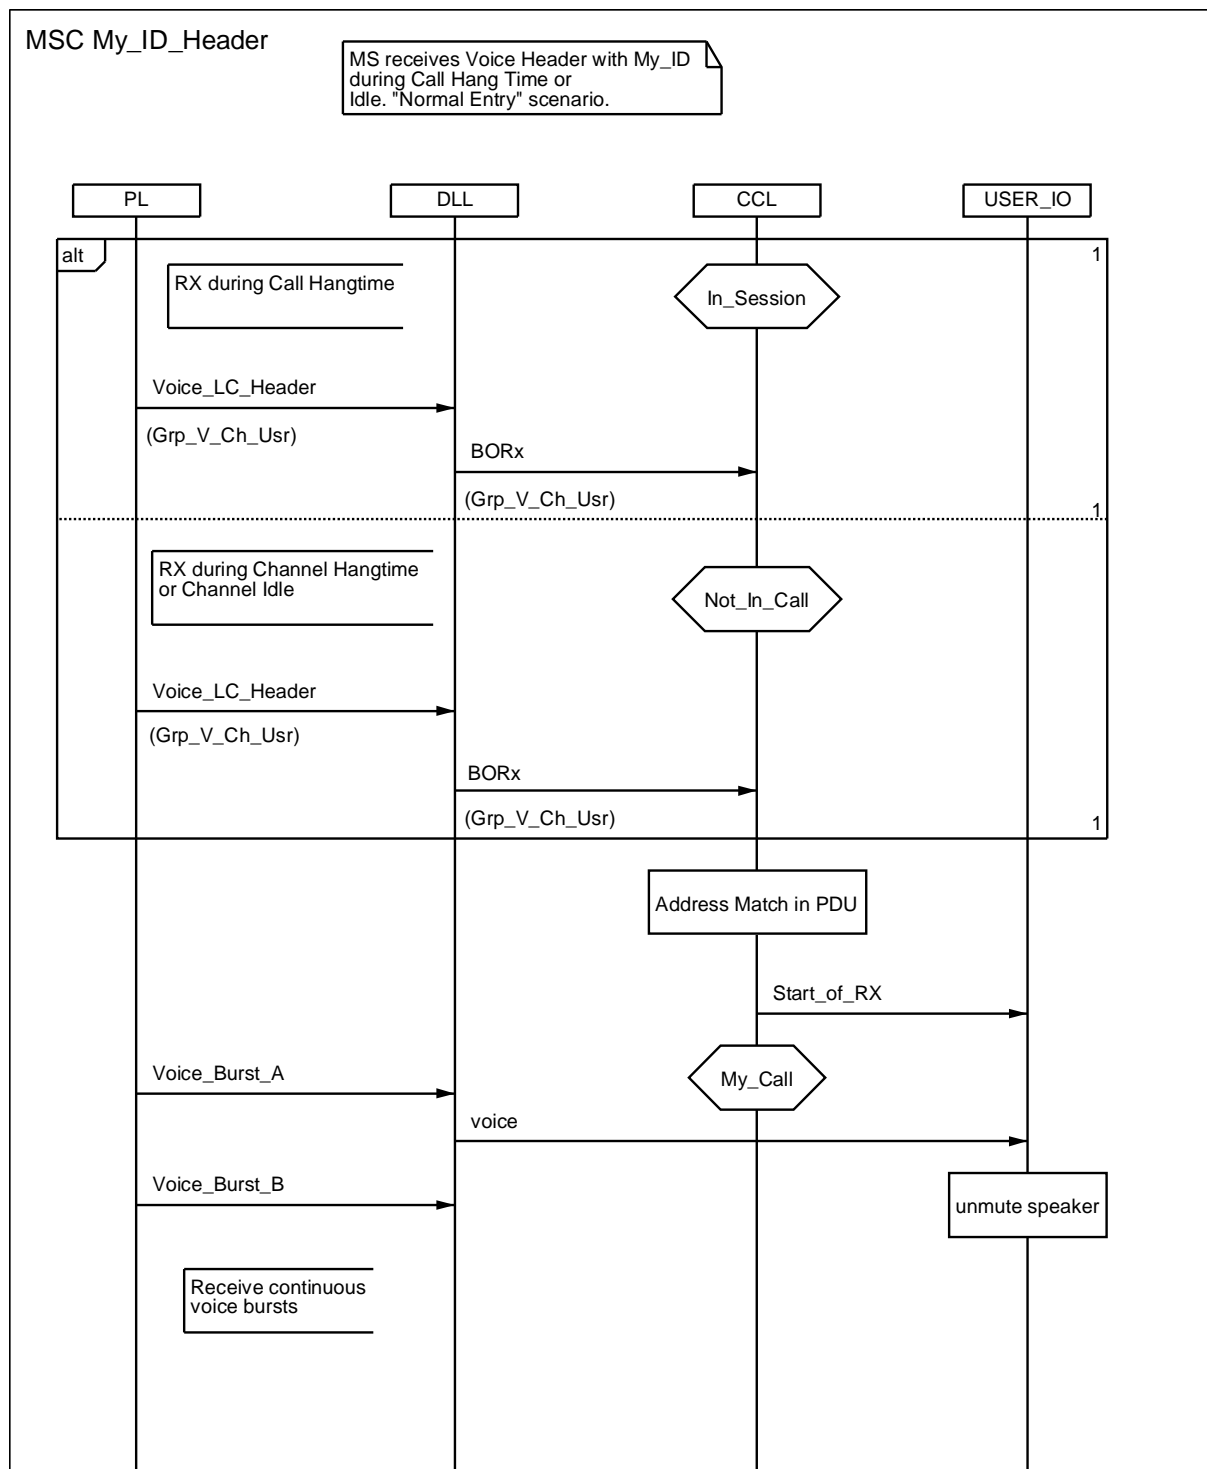 MSC My_ID_Header
MS receives Voice Header with My_ID
during Call Hang Time or
Idle. "Normal Entry" scenario.
PL
DLL
CCL
USER_IO
alt
1
RX during Call Hangtime
In_Session
Voice_LC_Header
(Grp_V_Ch_Usr)
BORx
(Grp_V_Ch_Usr)
1
RX during Channel Hangtime
or Channel Idle
Not_In_Call
Voice_LC_Header
(Grp_V_Ch_Usr)
BORx
(Grp_V_Ch_Usr)
1
Address Match in PDU
Start_of_RX
Voice_Burst_A
My_Call
voice
Voice_Burst_B
unmute speaker
Receive continuous
voice bursts